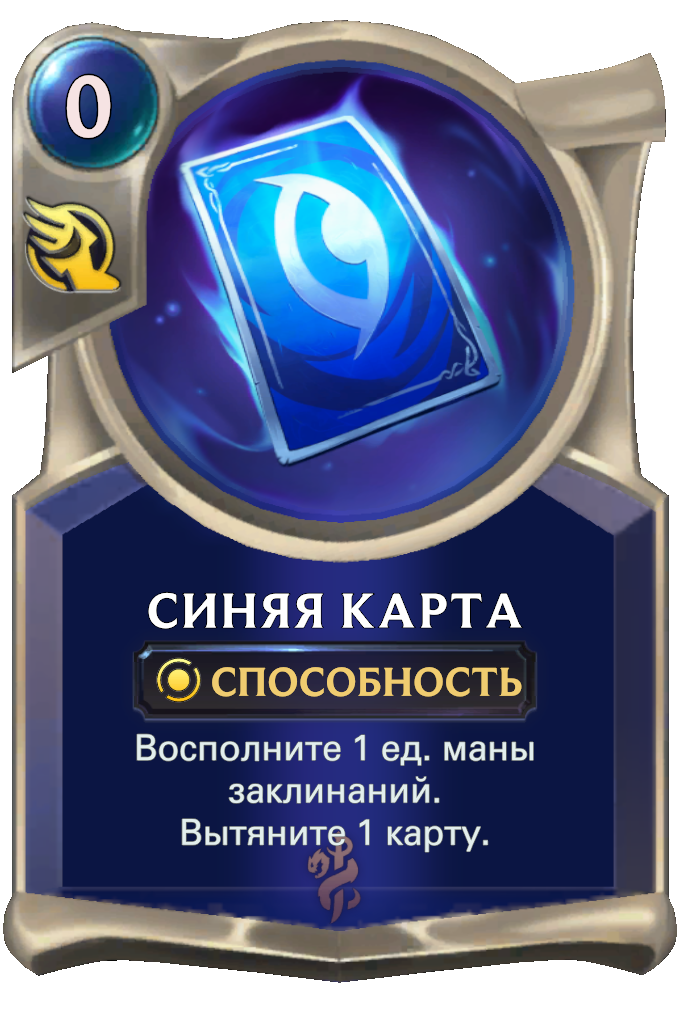 0
СИНЯЯ КАРТА
СПОСОБНОСТЬ
Восполните 1 ед. маны
заклинаний.
Вытяните 1 карту.